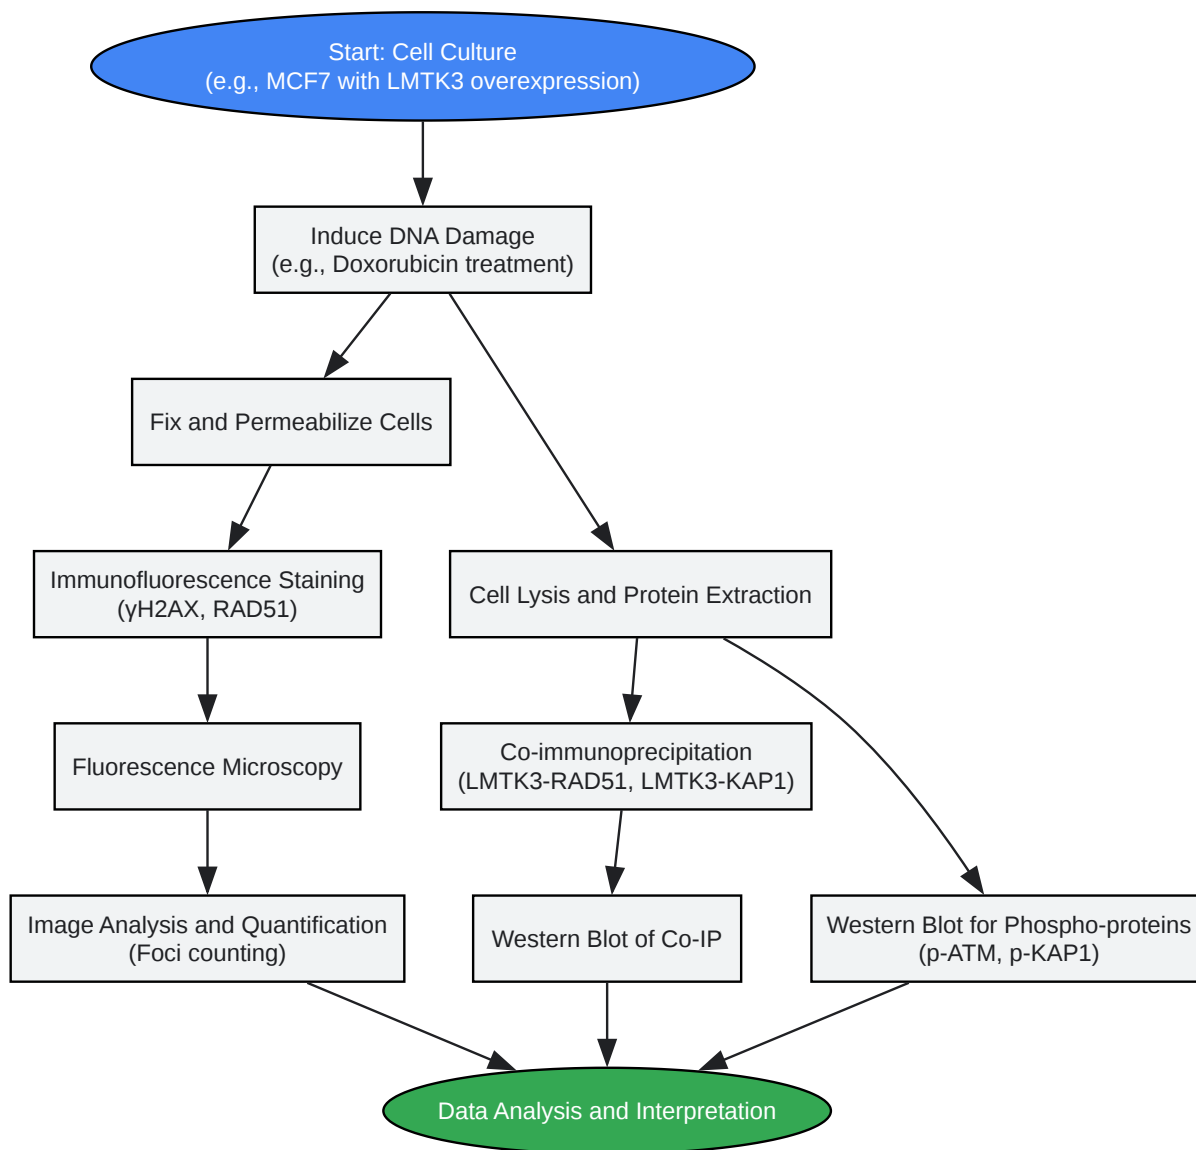 Start: Cell Culture
(e.g., MCF7 with LMTK3 overexpression)
Induce DNA Damage
(e.g., Doxorubicin treatment)
Fix and Permeabilize Cells
Immunofluorescence Staining
(γH2AX, RAD51)
Cell Lysis and Protein Extraction
Fluorescence Microscopy
Co-immunoprecipitation
(LMTK3-RAD51, LMTK3-KAP1)
Image Analysis and Quantification
(Foci counting)
Western Blot of Co-IP
Western Blot for Phospho-proteins
(p-ATM, p-KAP1)
Data Analysis and Interpretation